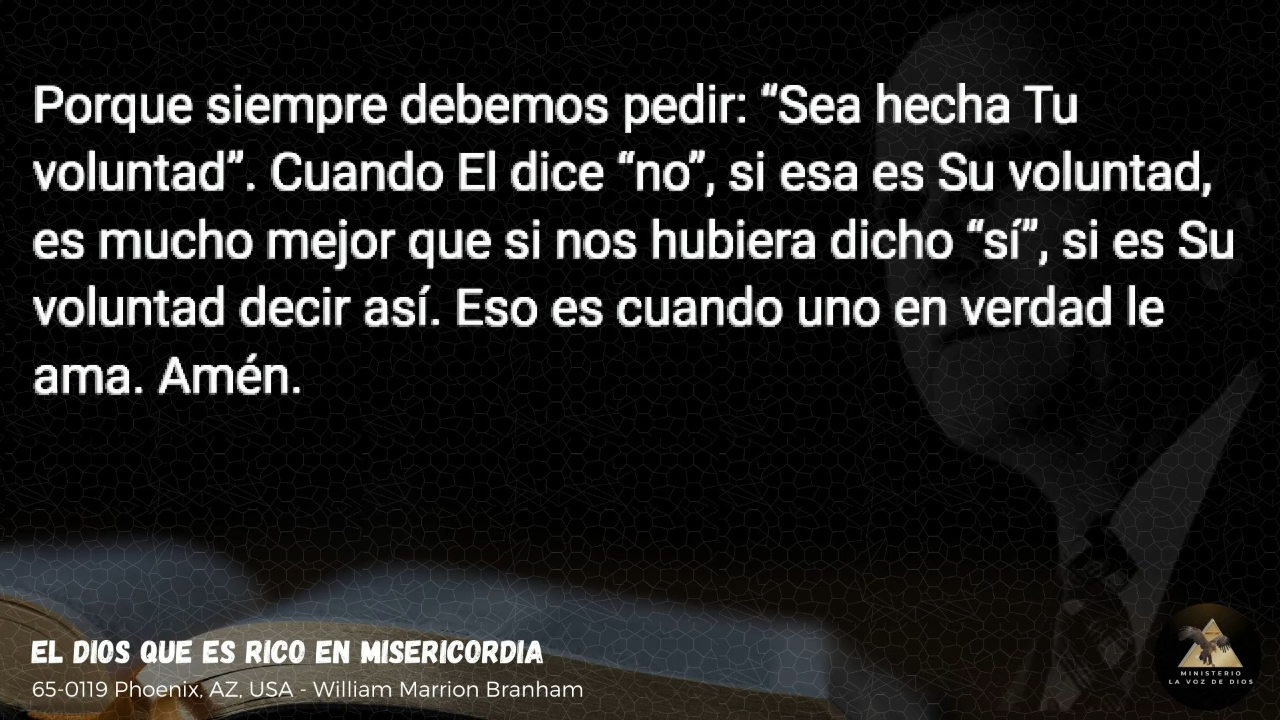 Porque siempre debemos pedir: “Sea hecha Tu
voluntad”. Cuando El dice “no”, si esa es Su voluntad,
es mucho mejor que si nos hubiera dicho “sí”, si es Su
voluntad decir así. Eso es cuando uno en verdad le
ama. Amén.
EL DIOS QUE ES RICO EN MISERICORDIA
65-0119 Phoenix, AZ, USA - William Marrion Branham
MINISTERIO
LA VOZ DE DIOS